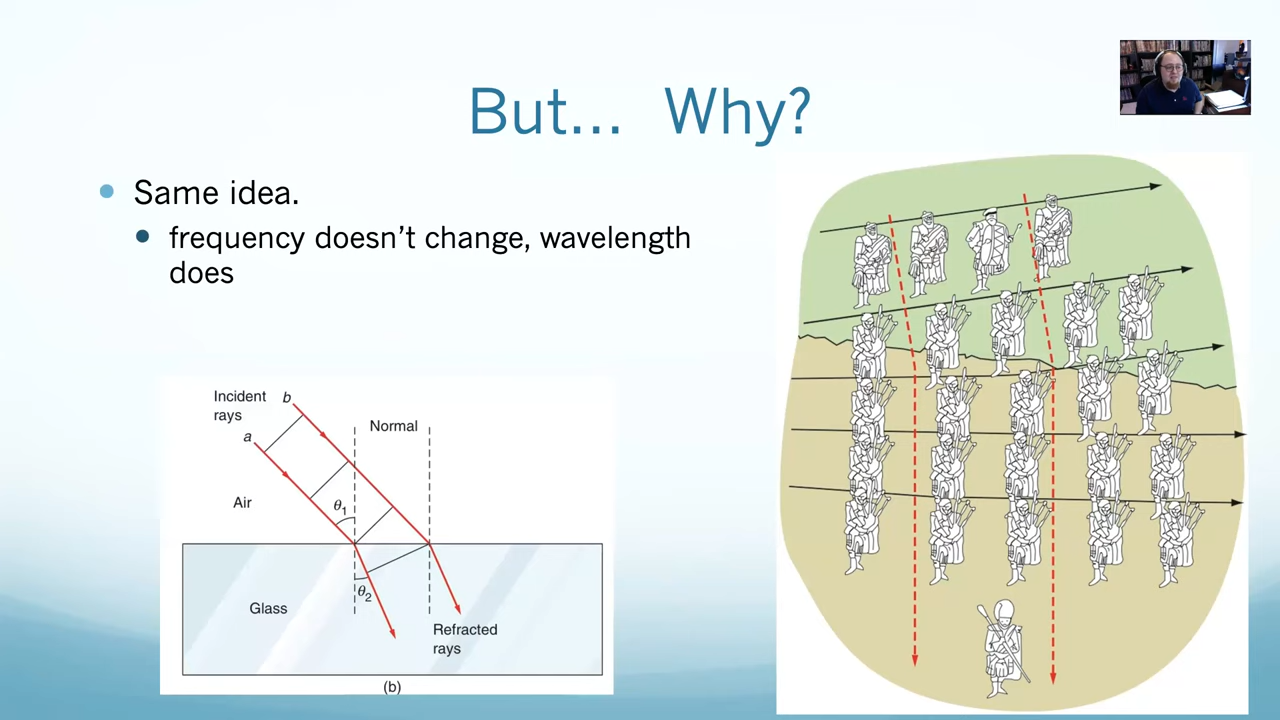 But... Why?
Same idea.
frequency doesn't change, wavelength
does
Incident
rays
b
a
Normal
Air
θ1
θ2
Glass
Refracted
rays
(b)